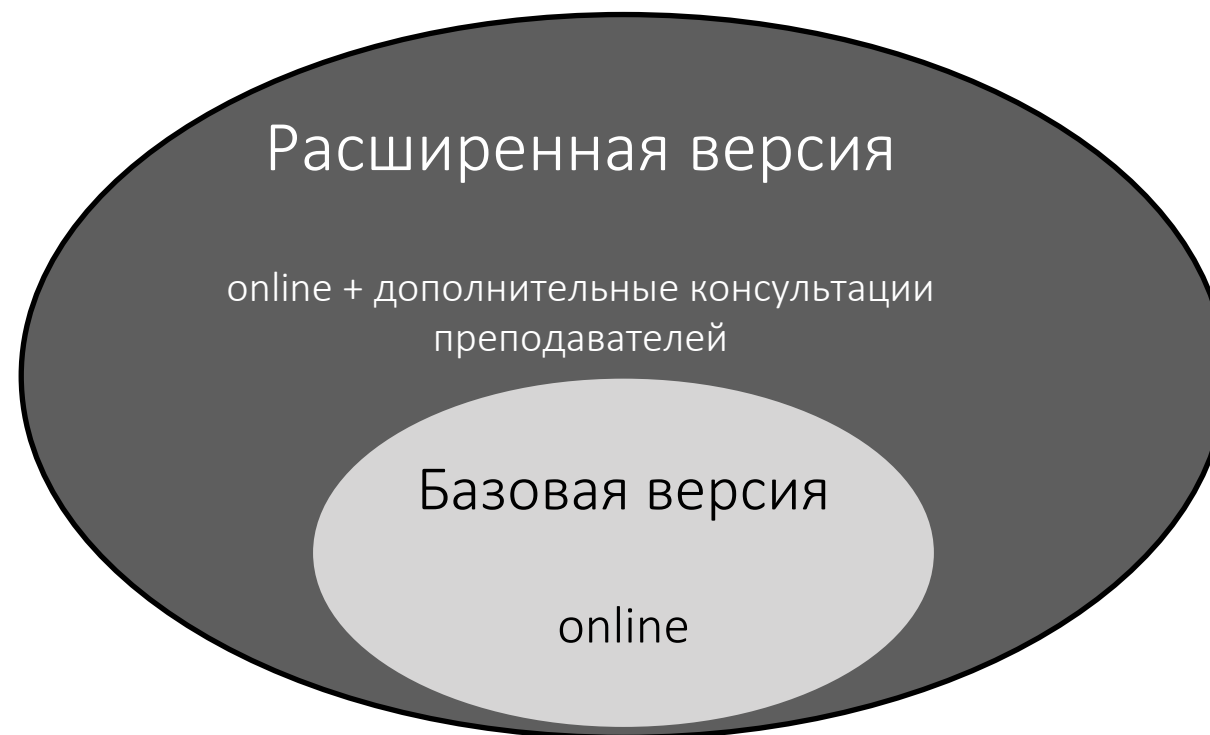 Расширенная версия
online + дополнительные консультации
преподавателей
Базовая версия
online